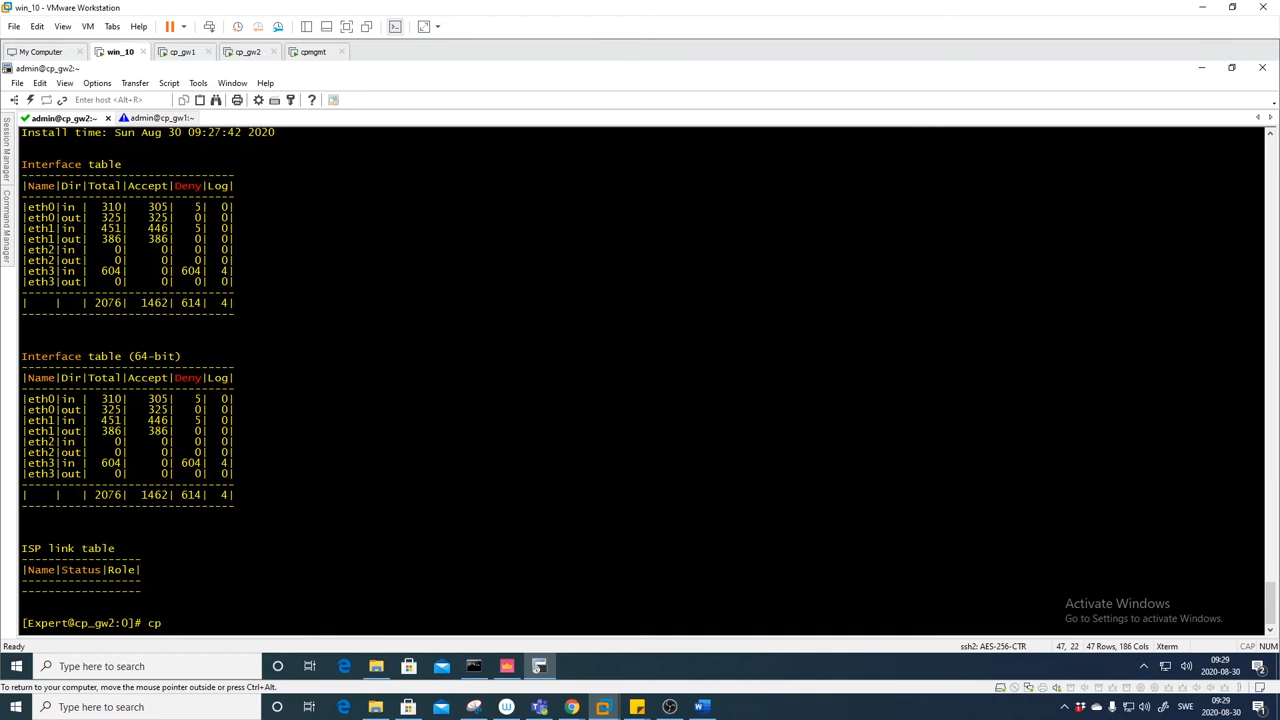 win_10 - VMware Workstation
File Edit View VM Tabs Help
My Computer win_10 cp_gw1 cp_gw2 cpmgmt
admin@cp_gw2:~
File Edit View Options Transfer Script Tools Window Help
Enter host <Alt+R>
Session Manager
Command Manager
admin@cp_gw2:~ admin@cp_gw1:~
Install time: Sun Aug 30 09:27:42 2020
Interface table
-----------------------------------
|Name|Dir|Total|Accept|Deny|Log|
-----------------------------------
|eth0|in | 310| 305| 5| 0|
|eth0|out| 325| 325| 0| 0|
|eth1|in | 451| 446| 5| 0|
|eth1|out| 386| 386| 0| 0|
|eth2|in | 0| 0| 0| 0|
|eth2|out| 0| 0| 0| 0|
|eth3|in | 604| 0| 604| 4|
|eth3|out| 0| 0| 0| 0|
-----------------------------------
| | | 2076| 1462| 614| 4|
-----------------------------------
Interface table (64-bit)
-----------------------------------
|Name|Dir|Total|Accept|Deny|Log|
-----------------------------------
|eth0|in | 310| 305| 5| 0|
|eth0|out| 325| 325| 0| 0|
|eth1|in | 451| 446| 5| 0|
|eth1|out| 386| 386| 0| 0|
|eth2|in | 0| 0| 0| 0|
|eth2|out| 0| 0| 0| 0|
|eth3|in | 604| 0| 604| 4|
|eth3|out| 0| 0| 0| 0|
-----------------------------------
| | | 2076| 1462| 614| 4|
-----------------------------------
ISP link table
------------------
|Name|Status|Role|
------------------
------------------
[Expert@cp_gw2:0]# cp
Activate Windows
Go to Settings to activate Windows.
Ready ssh2: AES-256-CTR 47, 22 47 Rows, 186 Cols Xterm CAP NUM
Type here to search 09:29
2020-08-30
To return to your computer, move the mouse pointer outside or press Ctrl+Alt.
Type here to search SWE 09:29
2020-08-30